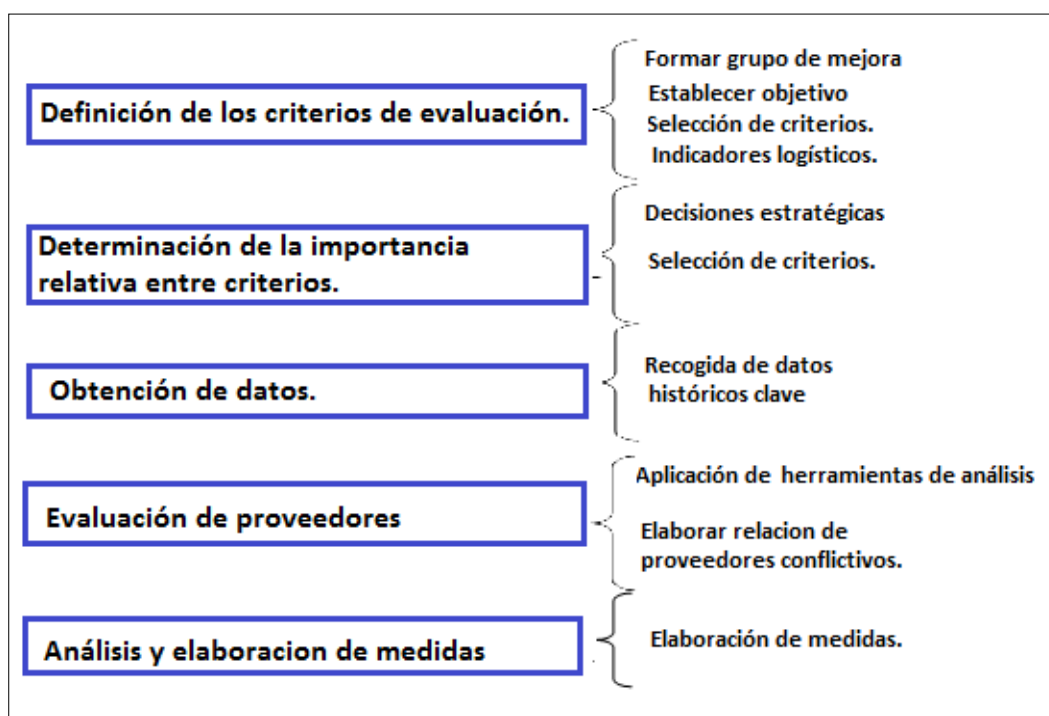 Definición de los criterios de evaluación.
Formar grupo de mejora
Establecer objetivo
Selección de criterios.
Indicadores logísticos.
Determinación de la importancia
relativa entre criterios.
Decisiones estratégicas
Selección de criterios.
Obtención de datos.
Recogida de datos
históricos clave
Evaluación de proveedores
Aplicación de herramientas de análisis
Elaborar relacion de
proveedores conflictivos.
Análisis y elaboracion de medidas
Elaboración de medidas.